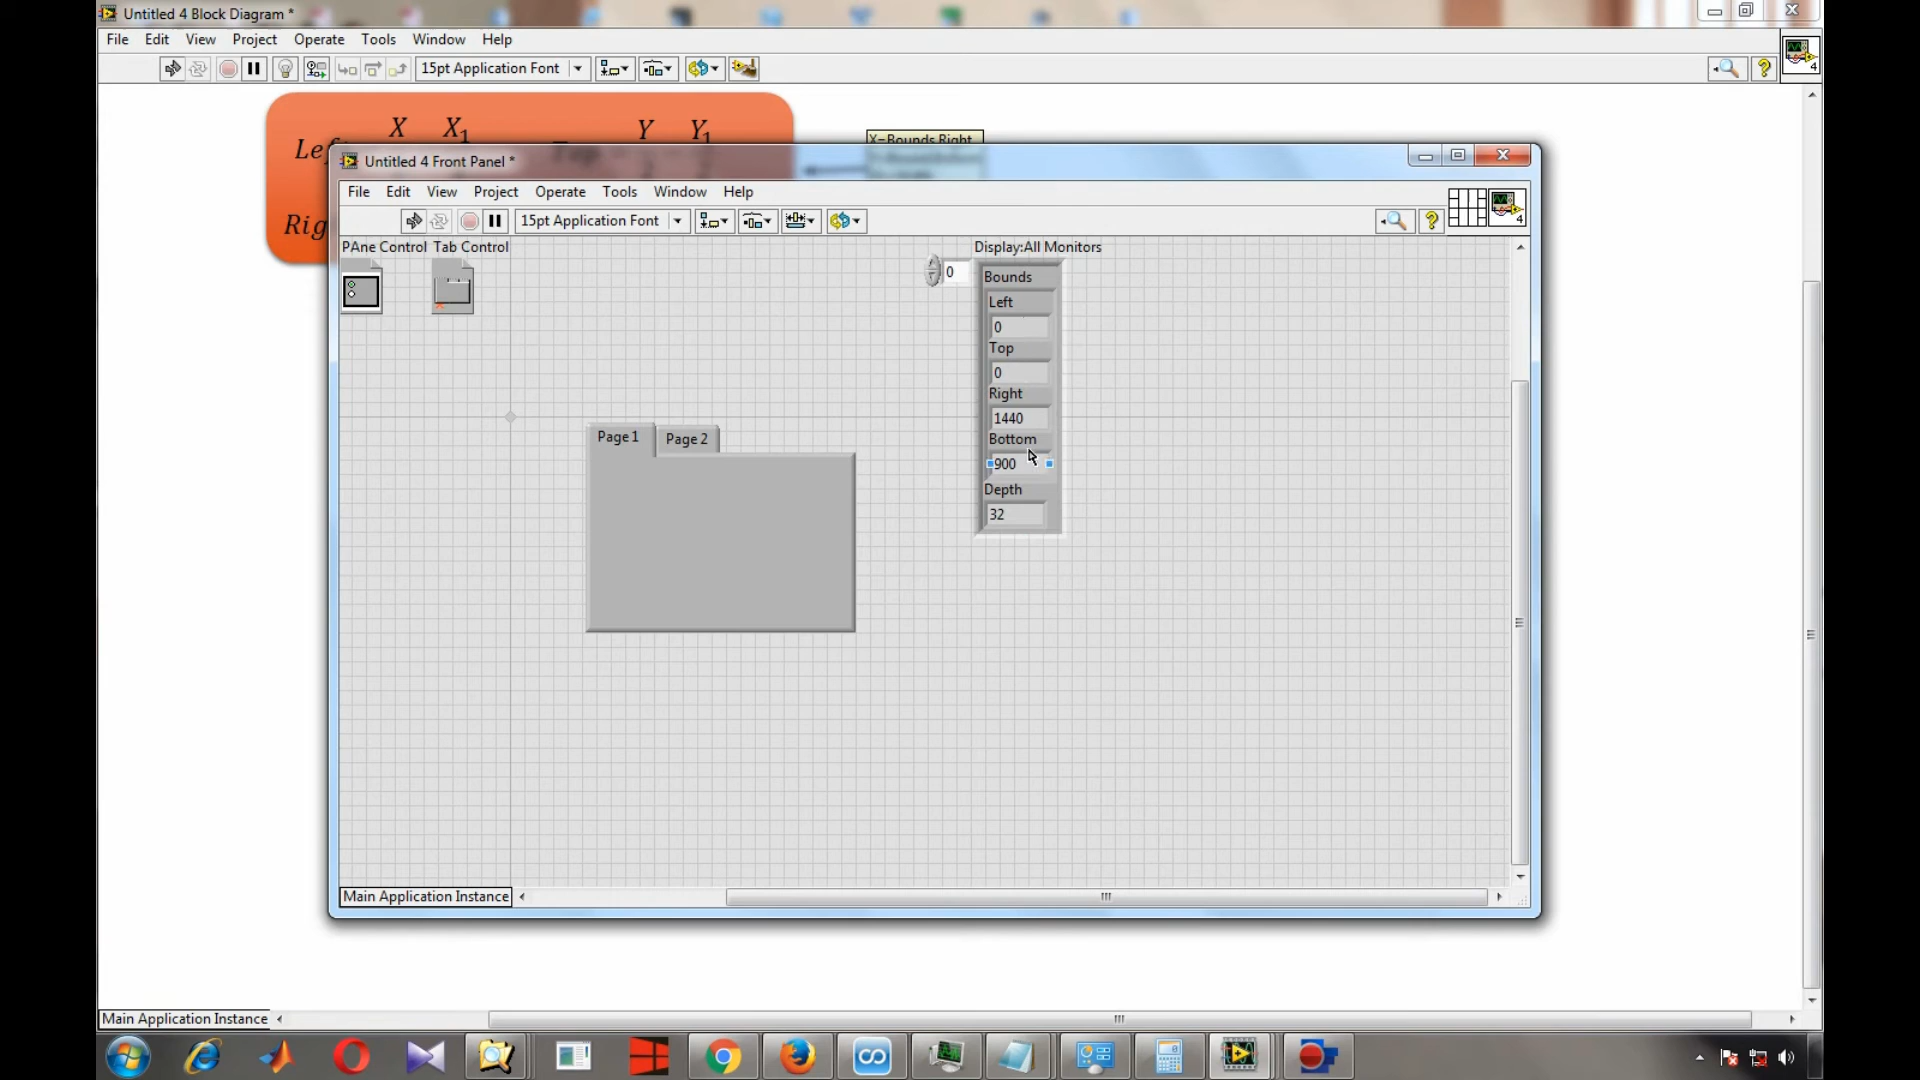 Untitled 4 Block Diagram *
File Edit View Project Operate Tools Window Help
15pt Application Font
4
X X₁ Y Y₁
X=Bounds Right
Untitled 4 Front Panel *
File Edit View Project Operate Tools Window Help
15pt Application Font
4
PAne Control Tab Control
Display:All Monitors
0
Bounds
Left
0
Top
0
Right
1440
Bottom
900
Depth
32
Page 1 Page 2
Main Application Instance
Main Application Instance